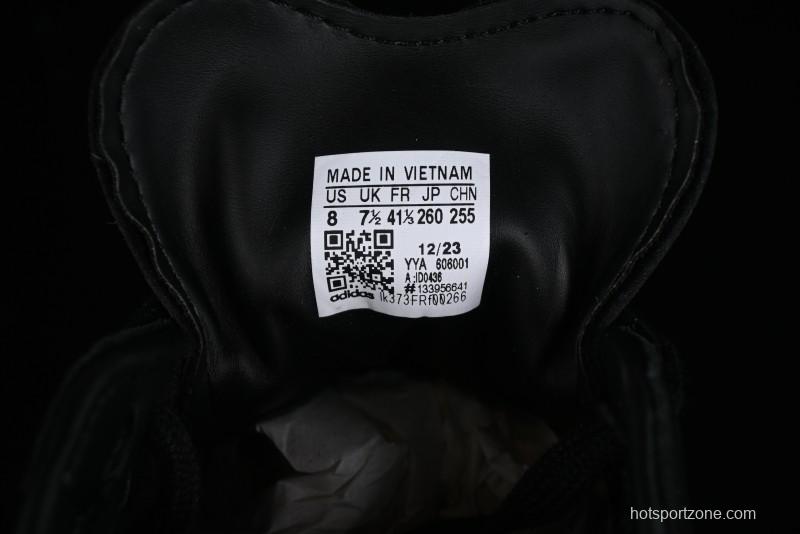 MADE IN VIETNAM
US UK FR JP CHN
8 7½ 41⅓ 260 255
12/23
YYA 606001
A:ID0436
#133956641
adidas lk373FRf00266
hotsportzone.com